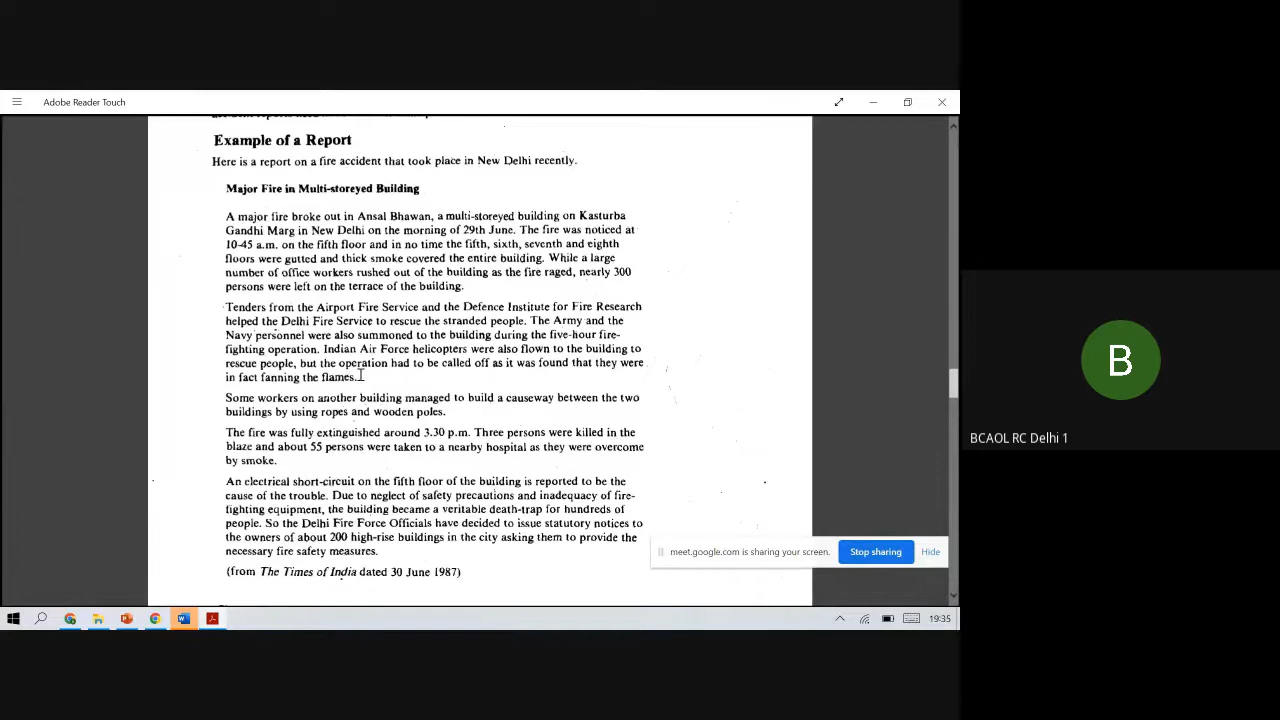 Adobe Reader Touch
Example of a Report
Here is a report on a fire accident that took place in New Delhi recently.
Major Fire in Multi-storeyed Building
A major fire broke out in Ansal Bhawan, a multi-storeyed building on Kasturba
Gandhi Marg in New Delhi on the morning of 29th June. The fire was noticed at
10-45 a.m. on the fifth floor and in no time the fifth, sixth, seventh and eighth
floors were gutted and thick smoke covered the entire building. While a large
number of office workers rushed out of the building as the fire raged, nearly 300
persons were left on the terrace of the building.
Tenders from the Airport Fire Service and the Defence Institute for Fire Research
helped the Delhi Fire Service to rescue the stranded people. The Army and the
Navy personnel were also summoned to the building during the five-hour fire-
fighting operation. Indian Air Force helicopters were also flown to the building to
rescue people, but the operation had to be called off as it was found that they were
in fact fanning the flames.
Some workers on another building managed to build a causeway between the two
buildings by using ropes and wooden poles.
The fire was fully extinguished around 3.30 p.m. Three persons were killed in the
blaze and about 55 persons were taken to a nearby hospital as they were overcome
by smoke.
An electrical short-circuit on the fifth floor of the building is reported to be the
cause of the trouble. Due to neglect of safety precautions and inadequacy of fire-
fighting equipment, the building became a veritable death-trap for hundreds of
people. So the Delhi Fire Force Officials have decided to issue statutory notices to
the owners of about 200 high-rise buildings in the city asking them to provide the
necessary fire safety measures.
(from The Times of India dated 30 June 1987)
meet.google.com is sharing your screen.
Stop sharing
Hide
19:35
B
BCAOL RC Delhi 1